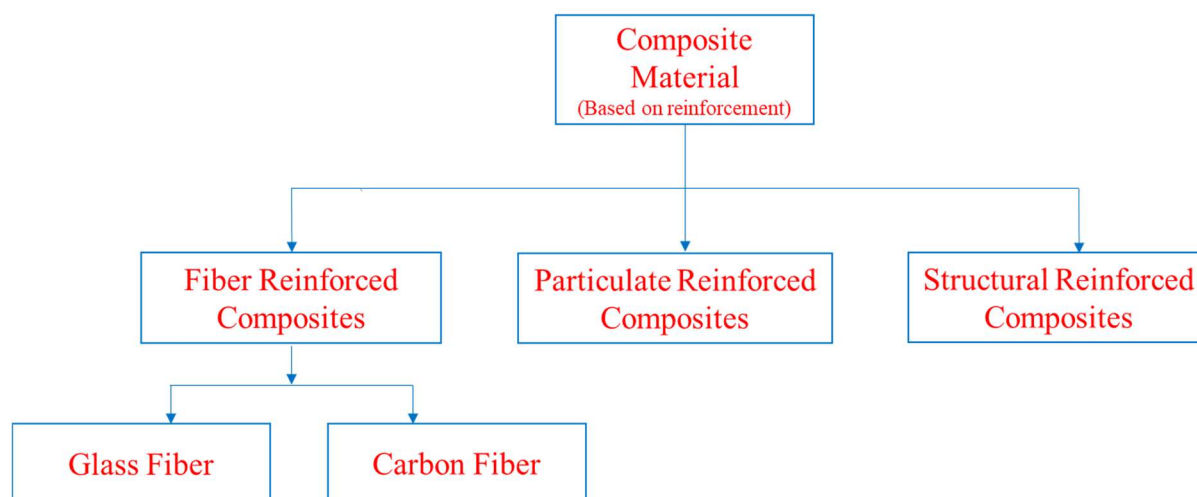 Composite
Material
(Based on reinforcement)
Fiber Reinforced
Composites
Particulate Reinforced
Composites
Structural Reinforced
Composites
Glass Fiber
Carbon Fiber